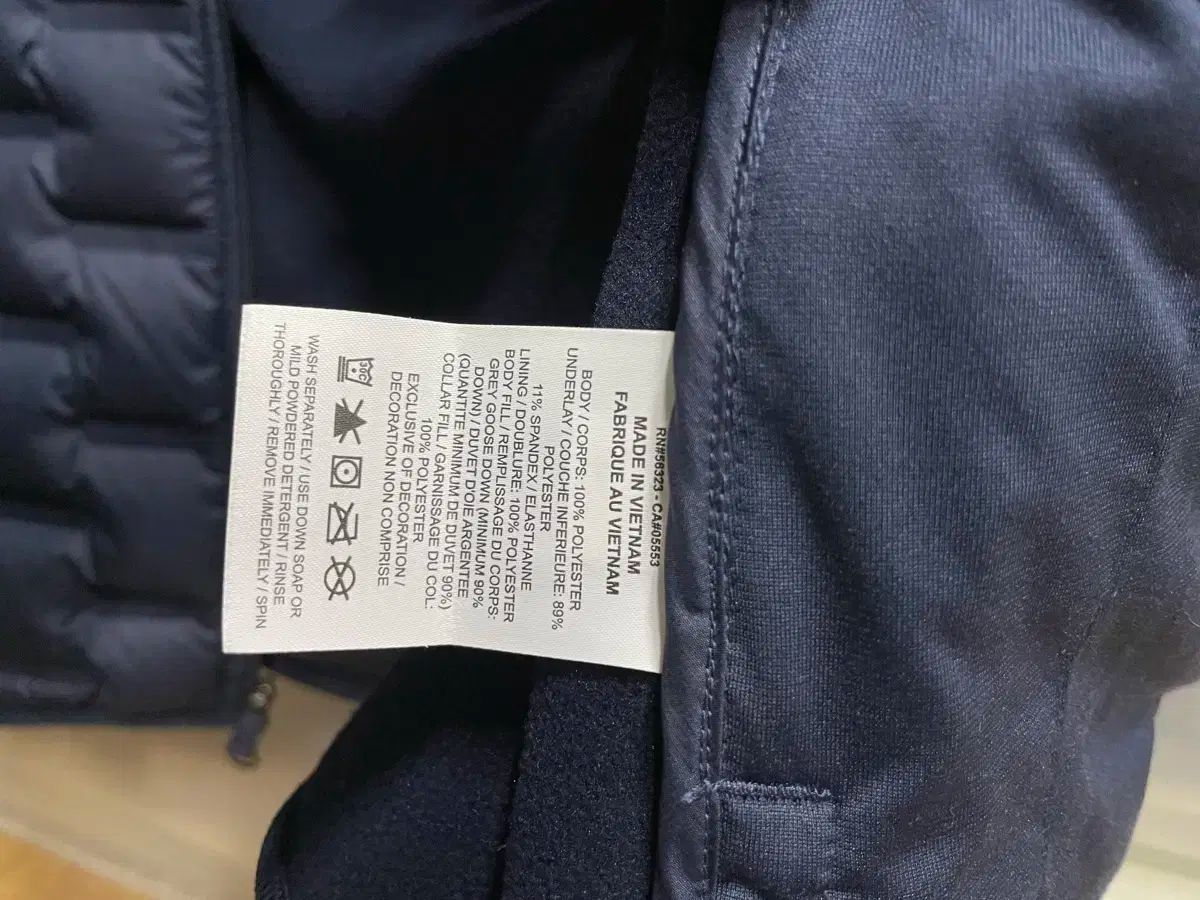 RN#56323 - CA#05553
MADE IN VIETNAM
FABRIQUE AU VIETNAM
BODY / CORPS: 100% POLYESTER
UNDERLAY / COUCHE INFERIEURE: 89%
POLYESTER
11% SPANDEX / ELASTHANNE
LINING / DOUBLURE: 100% POLYESTER
BODY FILL / REMPLISSAGE DU CORPS:
GREY GOOSE DOWN (MINIMUM 90%
DOWN) / DUVET D'OIE ARGENTEE
(QUANTITE MINIMUM DE DUVET 90%)
COLLAR FILL / GARNISSAGE DU COL:
100% POLYESTER
EXCLUSIVE OF DECORATION /
DECORATION NON COMPRISE
30C
WASH SEPARATELY / USE DOWN SOAP OR
MILD POWDERED DETERGENT / RINSE
THOROUGHLY / REMOVE IMMEDIATELY / SPIN